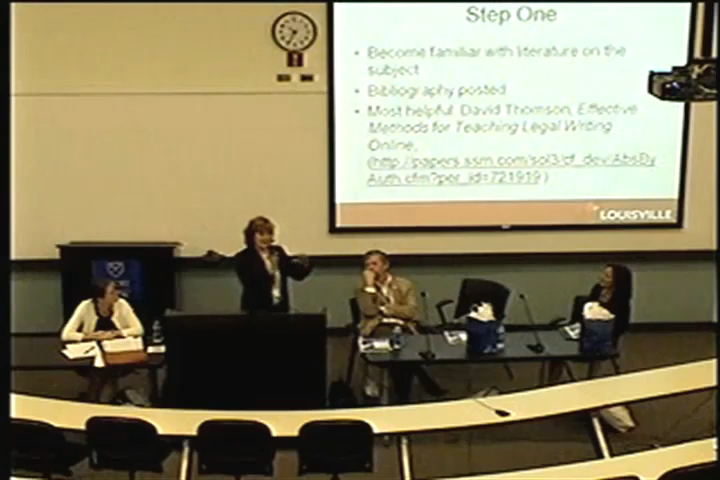 Step One
• Become familiar with literature on the
subject
• Bibliography posted
• Most helpful: David Thomson, Effective
Methods for Teaching Legal Writing
Online,
(http://papers.ssrn.com/sol3/cf_dev/AbsBy
Auth.cfm?per_id=721919)
LOUISVILLE